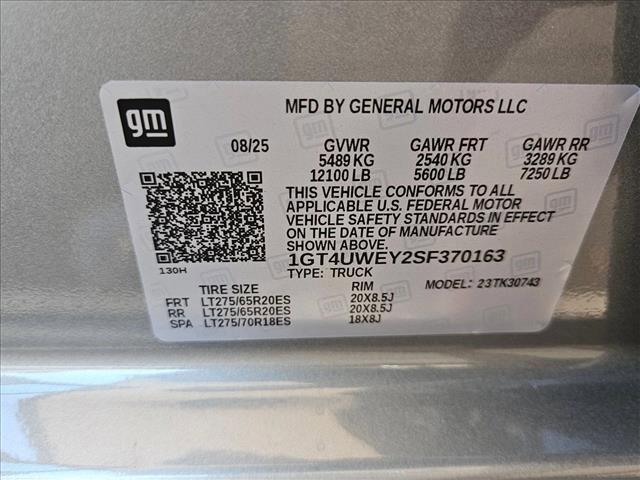 gm
MFD BY GENERAL MOTORS LLC
08/25 GVWR GAWR FRT GAWR RR
5489 KG 2540 KG 3289 KG
12100 LB 5600 LB 7250 LB
THIS VEHICLE CONFORMS TO ALL
APPLICABLE U.S. FEDERAL MOTOR
VEHICLE SAFETY STANDARDS IN EFFECT
ON THE DATE OF MANUFACTURE
SHOWN ABOVE.
1GT4UWEY2SF370163
130H
TYPE: TRUCK MODEL: 23TK30743
TIRE SIZE RIM
FRT LT275/65R20ES 20X8.5J
RR LT275/65R20ES 20X8.5J
SPA LT275/70R18ES 18X8J